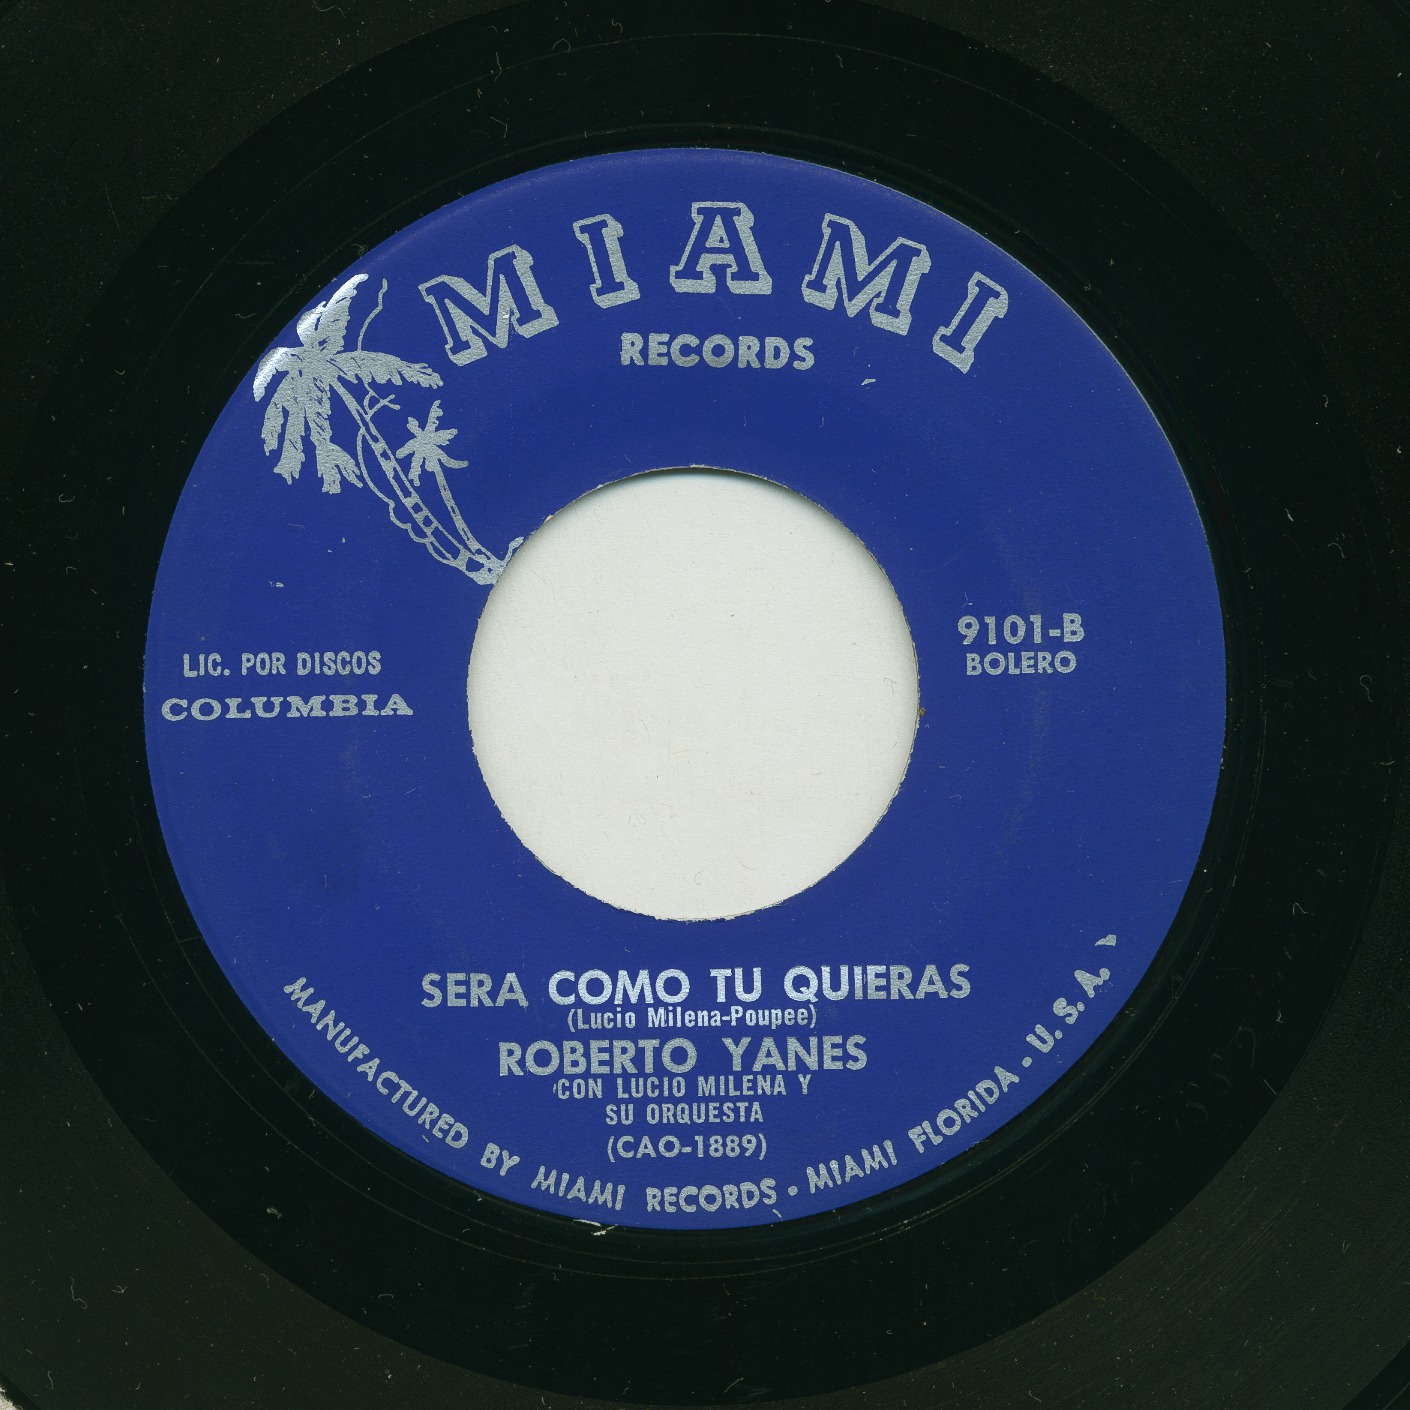 MIAMI
RECORDS
9101-B
BOLERO
LIC. POR DISCOS
COLUMBIA
SERA COMO TU QUIERAS
(Lucio Milena-Poupee)
ROBERTO YANES
CON LUCIO MILENA Y
SU ORQUESTA
(CAO-1889)
MANUFACTURED BY MIAMI RECORDS • MIAMI FLORIDA • U. S. A.